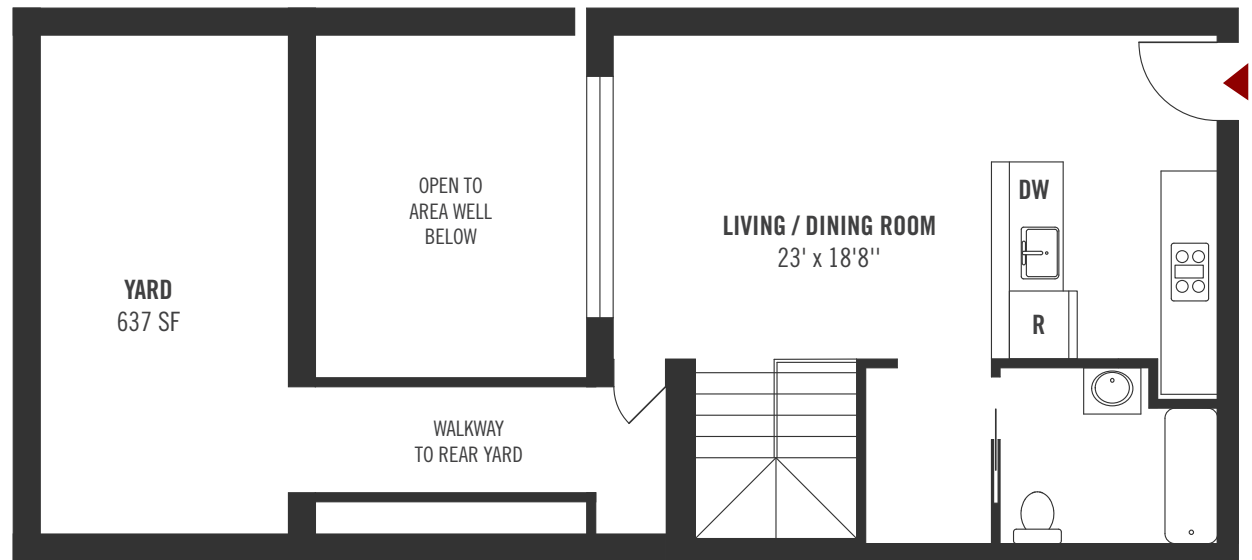 YARD
637 SF
OPEN TO
AREA WELL
BELOW
WALKWAY
TO REAR YARD
LIVING / DINING ROOM
23' x 18'8''
DW
R